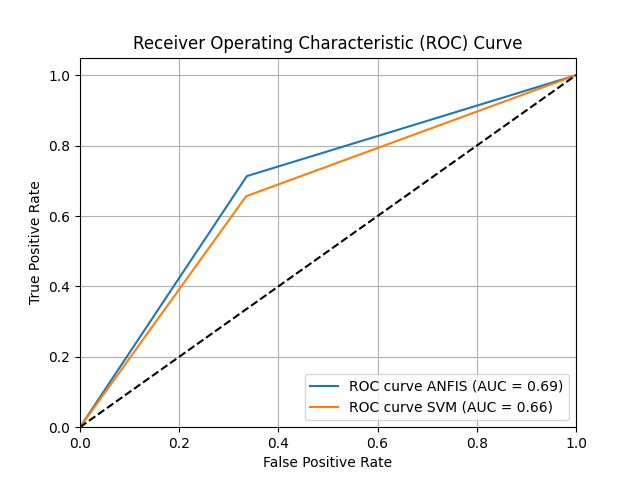 Receiver Operating Characteristic (ROC) Curve
True Positive Rate
1.0
0.8
0.6
0.4
0.2
0.0
ROC curve ANFIS (AUC = 0.69)
ROC curve SVM (AUC = 0.66)
0.0 0.2 0.4 0.6 0.8 1.0
False Positive Rate